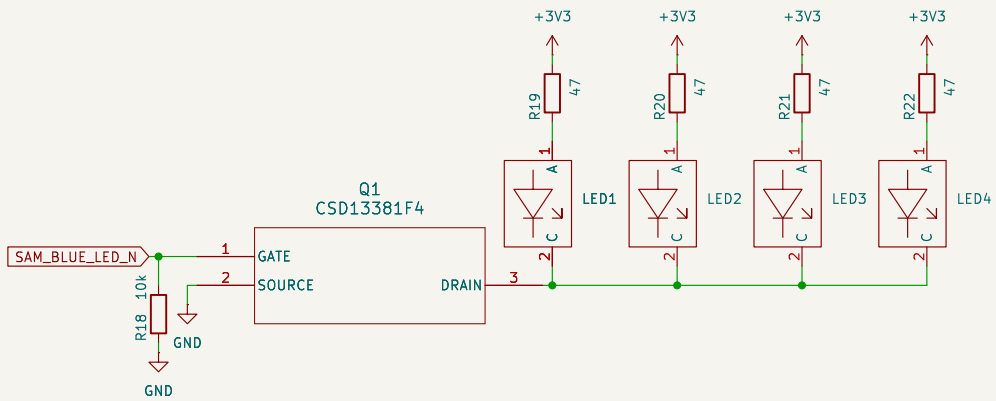 +3V3
+3V3
+3V3
+3V3
R19
47
R20
47
R21
47
R22
47
1
A
1
A
1
A
1
A
LED1
LED2
LED3
LED4
C
2
C
2
C
2
C
2
Q1
CSD13381F4
SAM_BLUE_LED_N
1
GATE
2
SOURCE
DRAIN
3
R18
10k
GND
GND